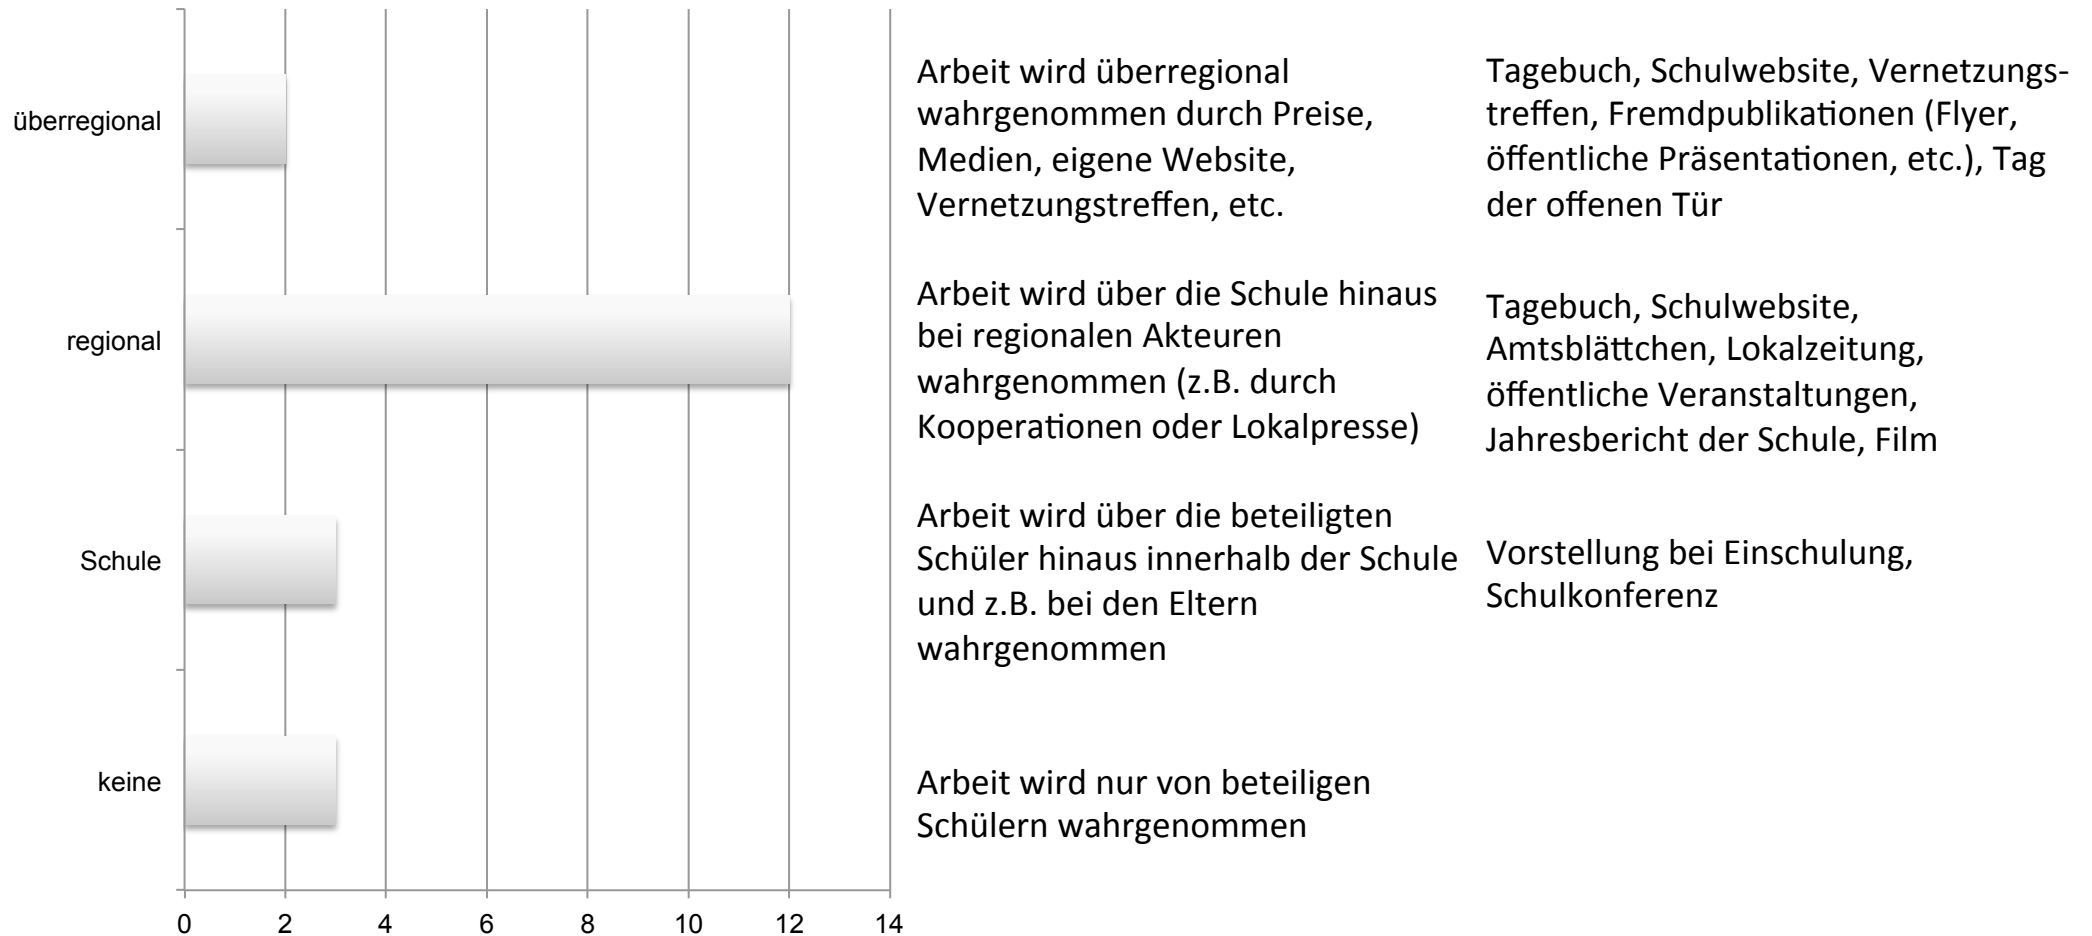 überregional
Arbeit wird überregional
wahrgenommen durch Preise,
Medien, eigene Website,
Vernetzungstreffen, etc.
Tagebuch, Schulwebsite, Vernetzungs-
treffen, Fremdpublikationen (Flyer,
öffentliche Präsentationen, etc.), Tag
der offenen Tür
regional
Arbeit wird über die Schule hinaus
bei regionalen Akteuren
wahrgenommen (z.B. durch
Kooperationen oder Lokalpresse)
Tagebuch, Schulwebsite,
Amtsblättchen, Lokalzeitung,
öffentliche Veranstaltungen,
Jahresbericht der Schule, Film
Schule
Arbeit wird über die beteiligten
Schüler hinaus innerhalb der Schule
und z.B. bei den Eltern
wahrgenommen
Vorstellung bei Einschulung,
Schulkonferenz
keine
Arbeit wird nur von beteiligen
Schülern wahrgenommen
0 2 4 6 8 10 12 14